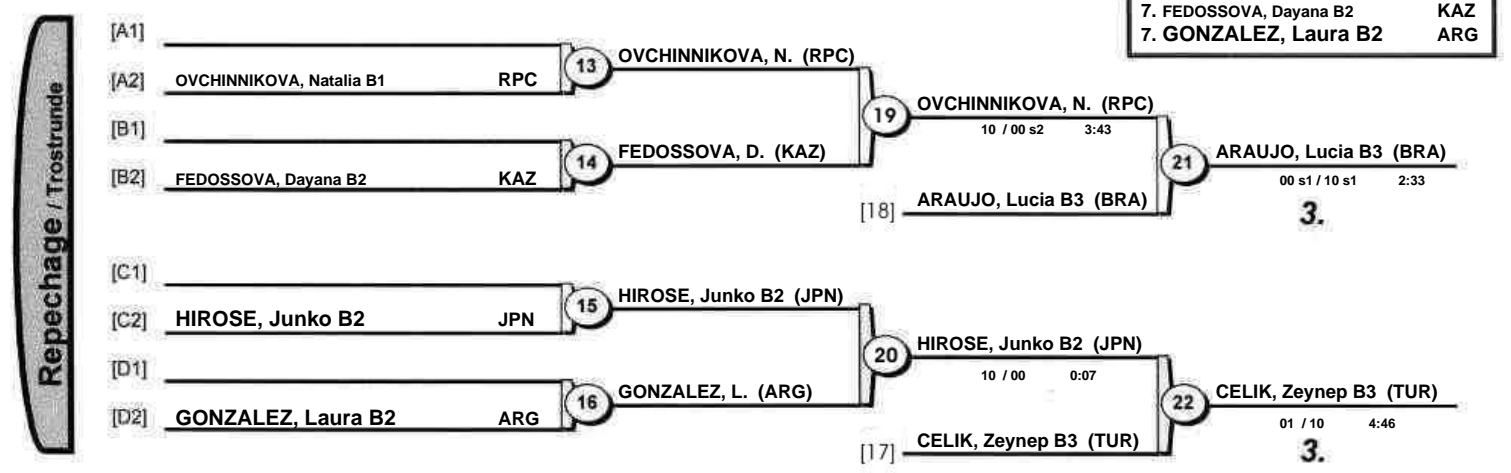 7. FEDOSSOVA, Dayana B2 KAZ
7. GONZALEZ, Laura B2 ARG
Repechage / Trostrunde
[A1]
[A2] OVCHINNIKOVA, Natalia B1 RPC
13 OVCHINNIKOVA, N. (RPC)
[B1]
[B2] FEDOSSOVA, Dayana B2 KAZ
14 FEDOSSOVA, D. (KAZ)
19 OVCHINNIKOVA, N. (RPC)
10 / 00 s2 3:43
[18] ARAUJO, Lucia B3 (BRA)
21 ARAUJO, Lucia B3 (BRA)
00 s1 / 10 s1 2:33
3.
[C1]
[C2] HIROSE, Junko B2 JPN
15 HIROSE, Junko B2 (JPN)
[D1]
[D2] GONZALEZ, Laura B2 ARG
16 GONZALEZ, L. (ARG)
20 HIROSE, Junko B2 (JPN)
10 / 00 0:07
[17] CELIK, Zeynep B3 (TUR)
22 CELIK, Zeynep B3 (TUR)
01 / 10 4:46
3.